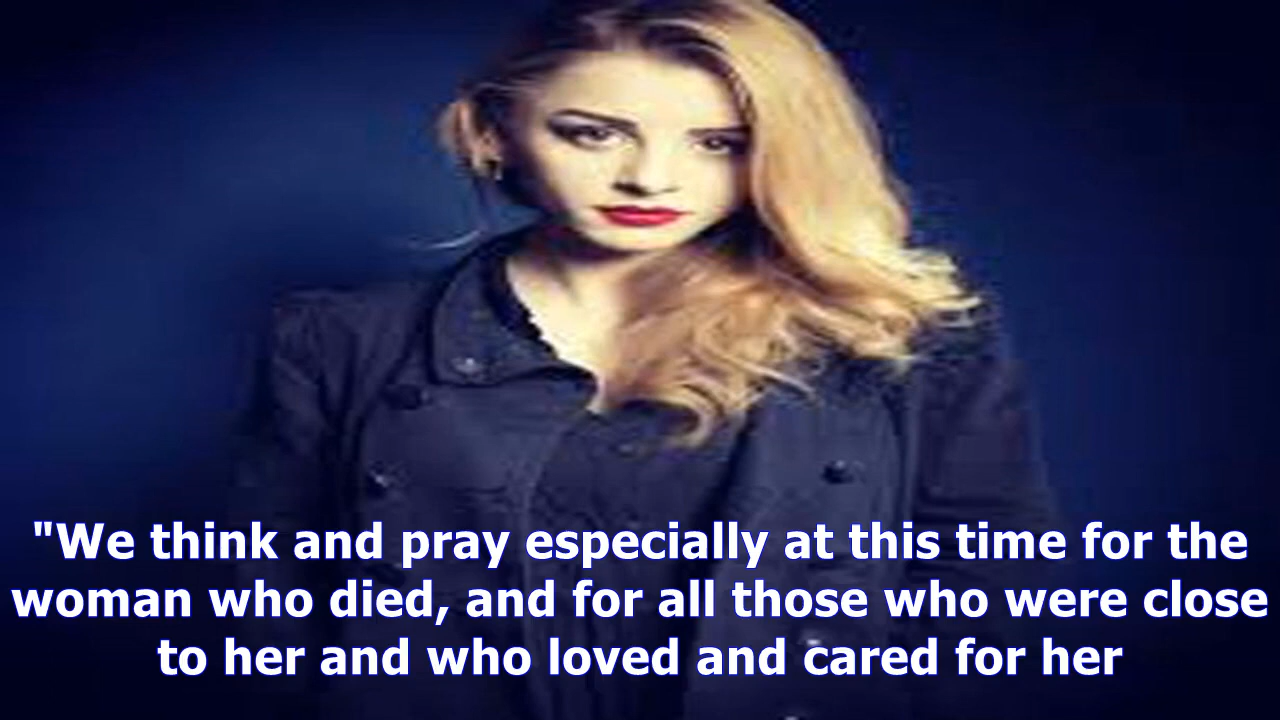 "We think and pray especially at this time for the
woman who died, and for all those who were close
to her and who loved and cared for her